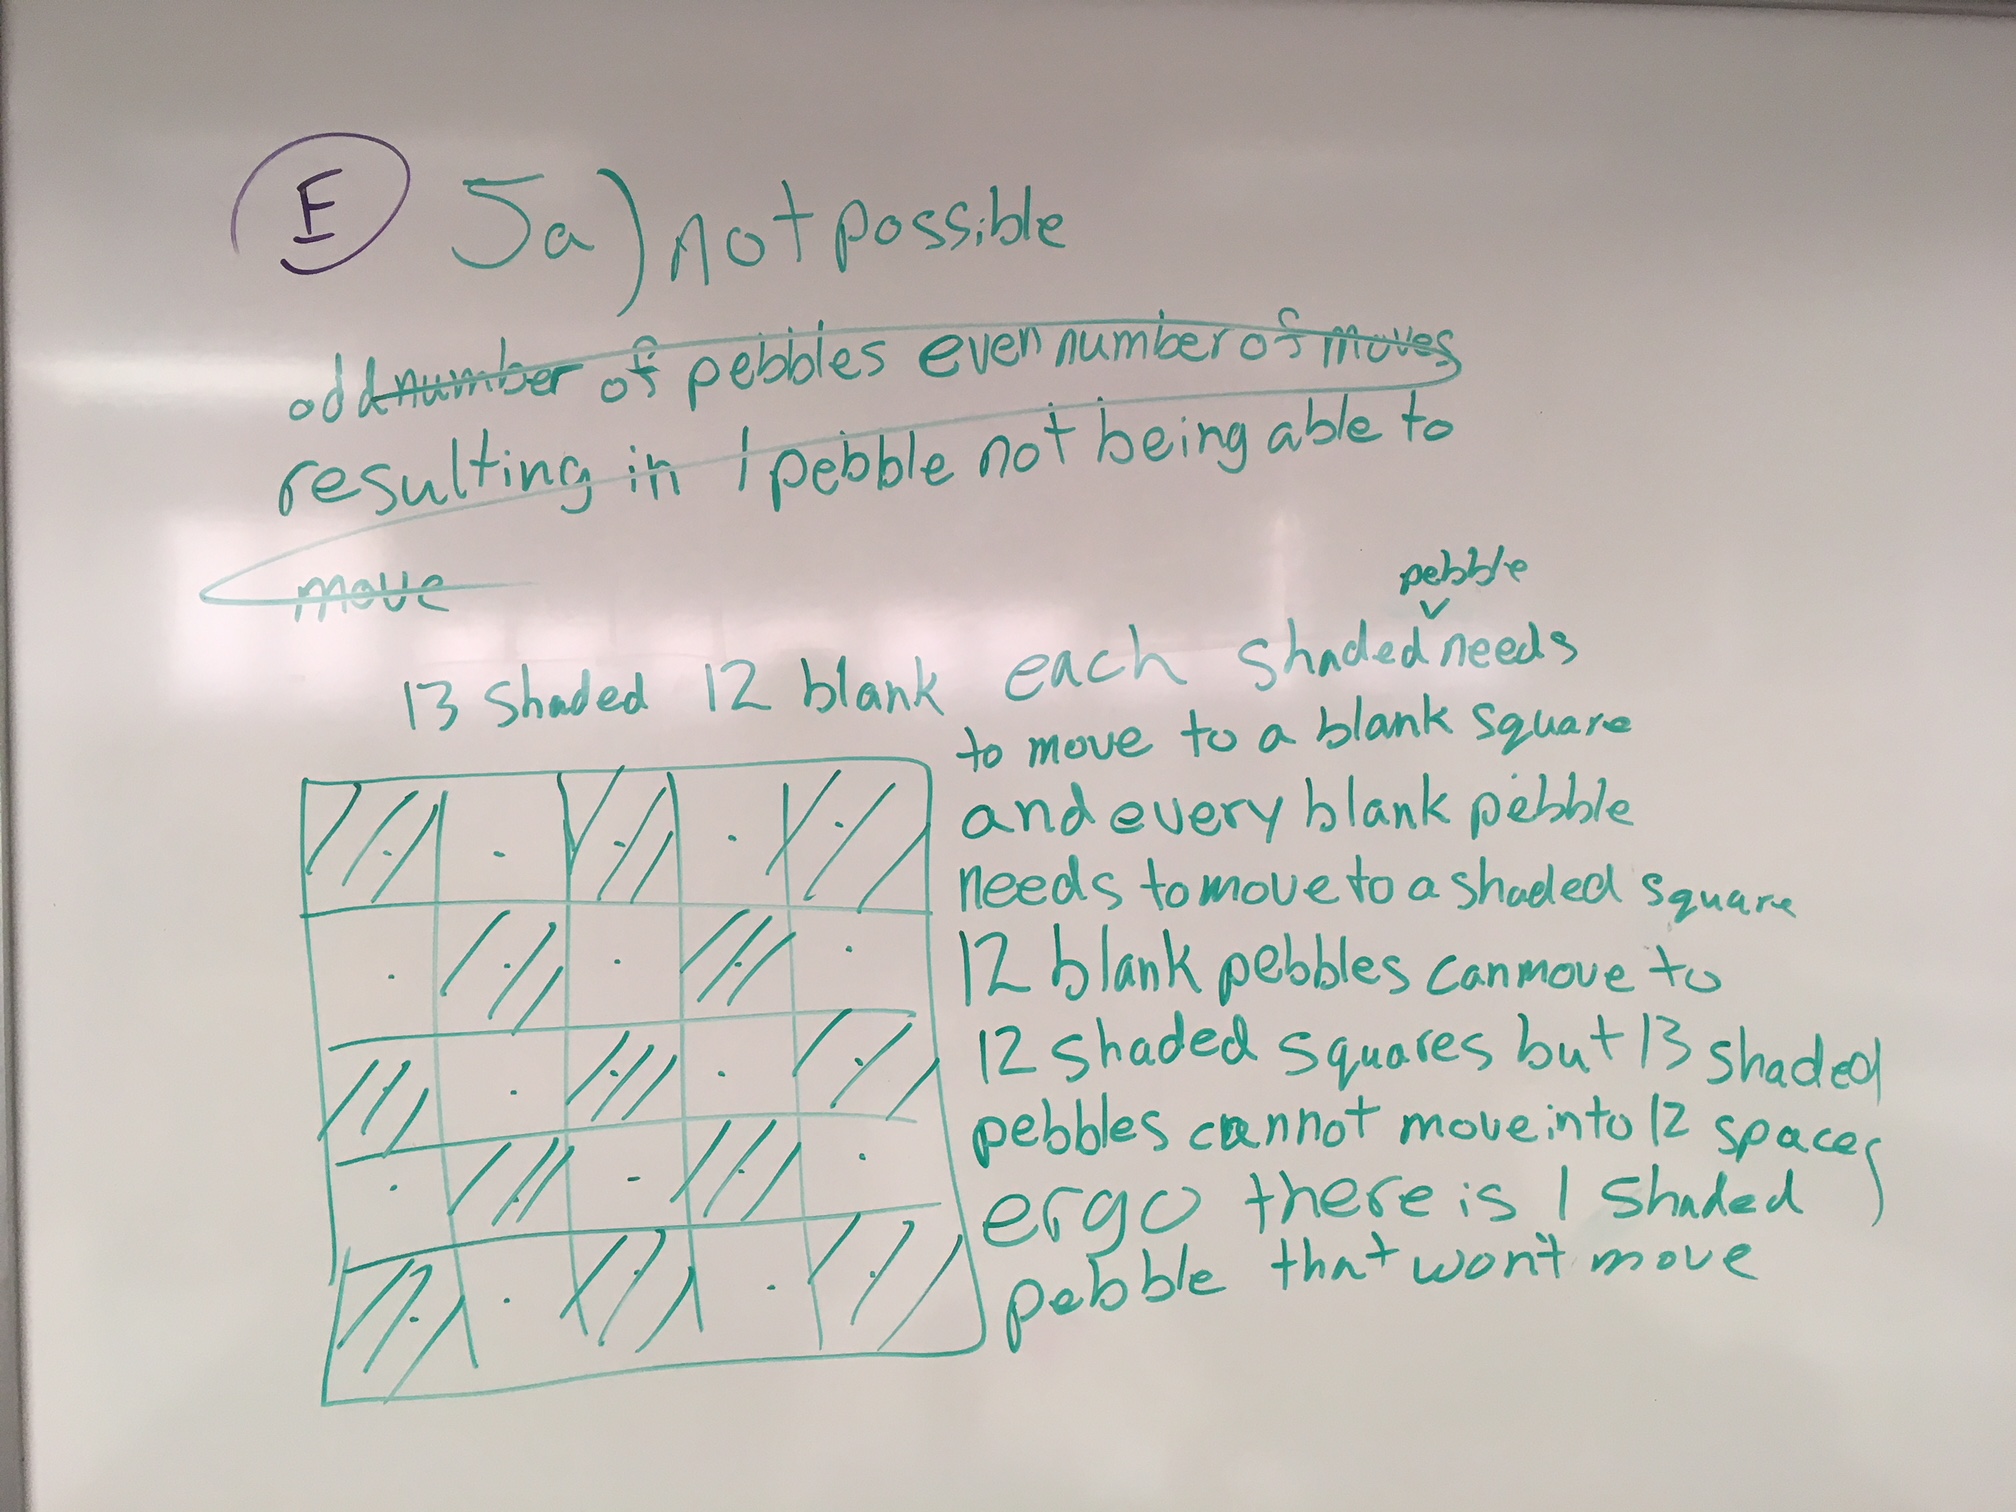 F 5a) not possible
odd number of pebbles even number of moves
resulting in 1 pebble not being able to
move
13 shaded 12 blank
each shaded pebble needs
to move to a blank square
and every blank pebble
needs to move to a shaded square
12 blank pebbles can move to
12 shaded squares but 13 shaded
pebbles cannot move into 12 spaces
ergo there is 1 shaded
pebble that won't move